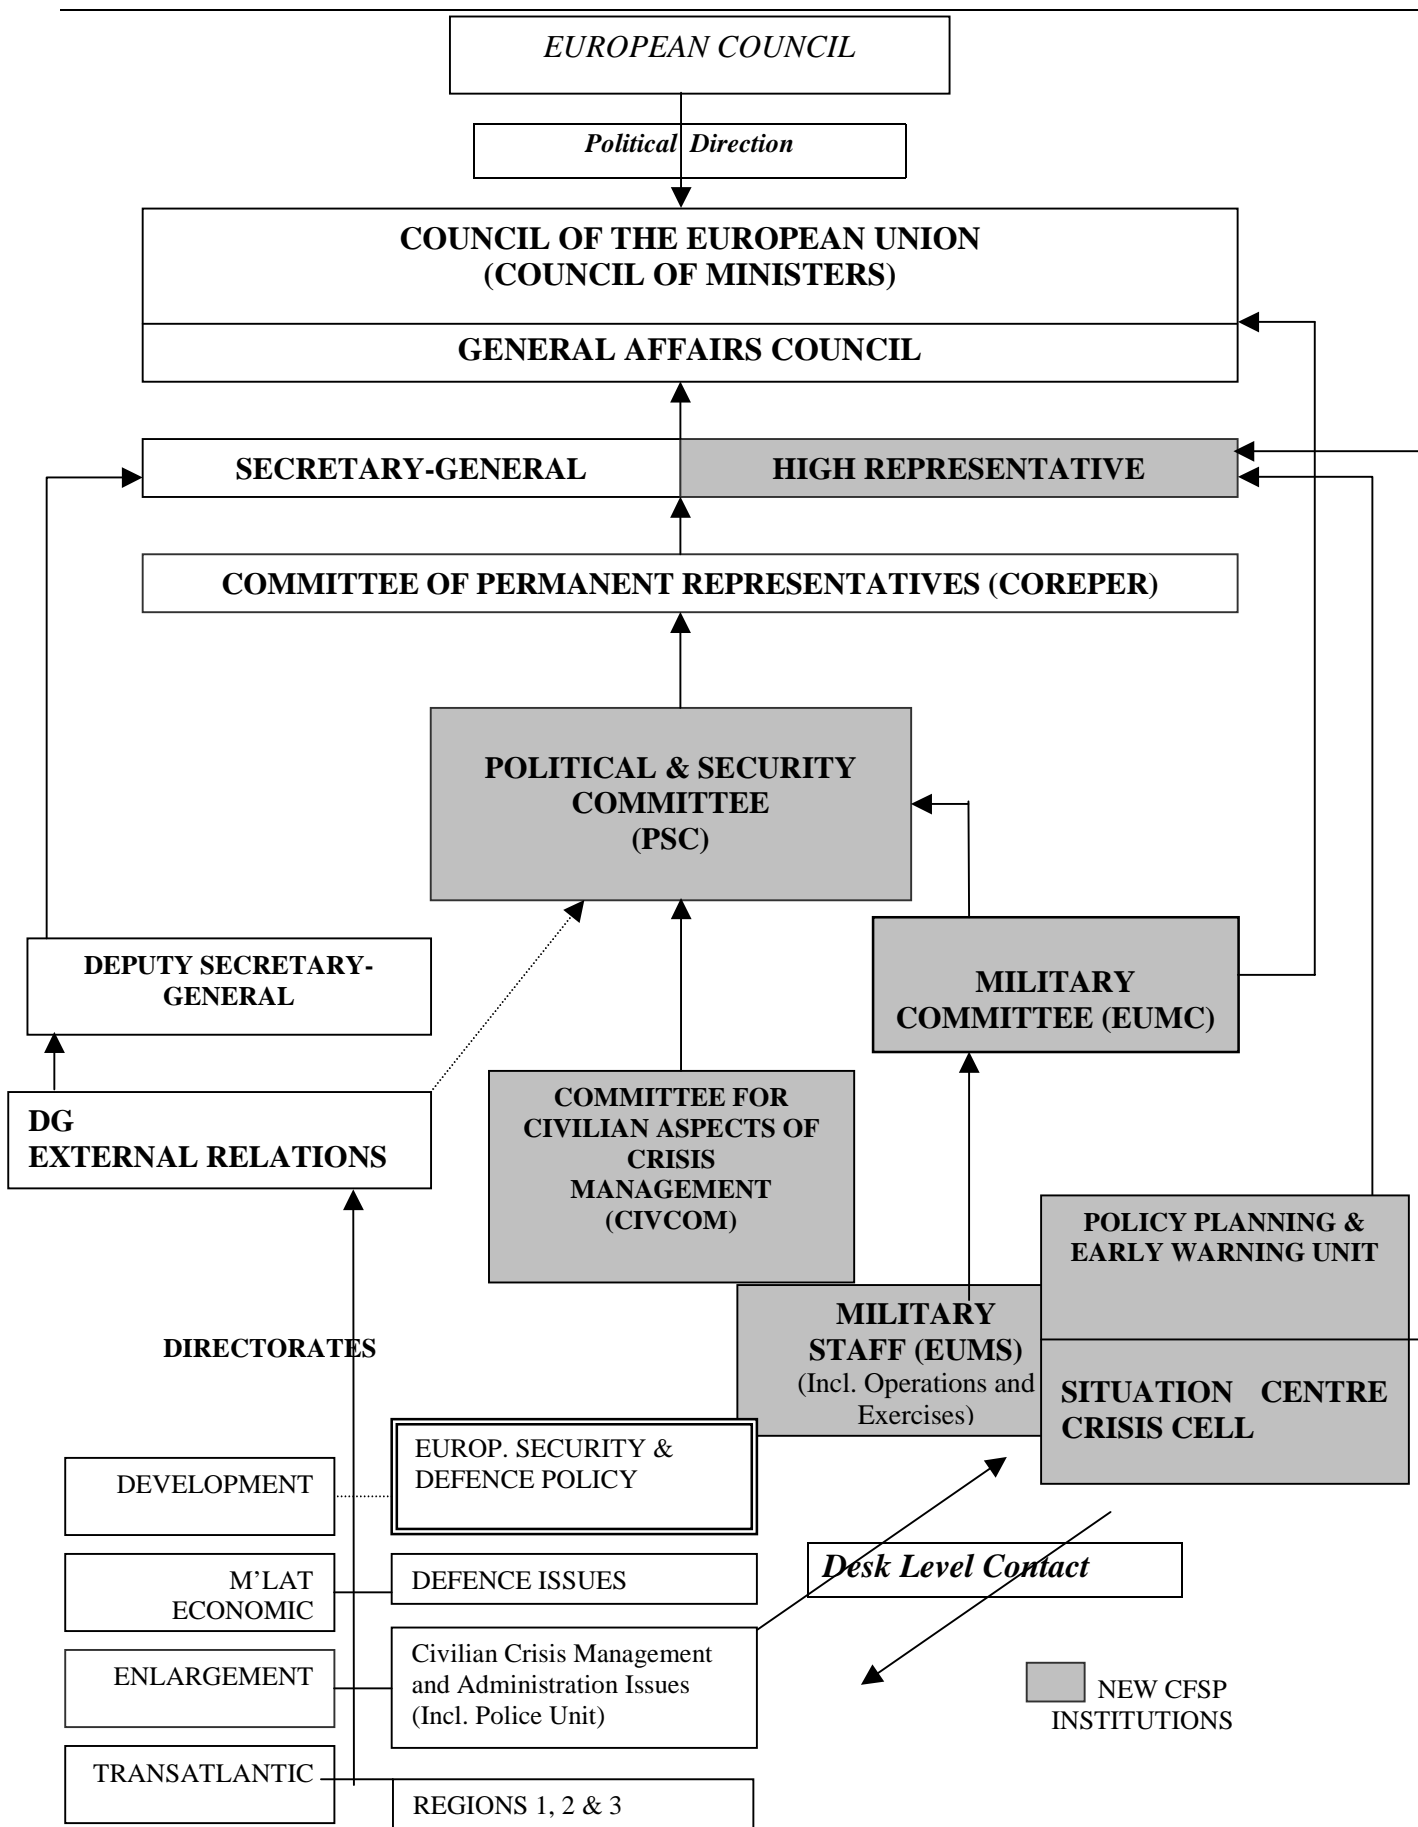 EUROPEAN COUNCIL
Political Direction
COUNCIL OF THE EUROPEAN UNION
(COUNCIL OF MINISTERS)
GENERAL AFFAIRS COUNCIL
SECRETARY-GENERAL
HIGH REPRESENTATIVE
COMMITTEE OF PERMANENT REPRESENTATIVES (COREPER)
POLITICAL & SECURITY
COMMITTEE
(PSC)
DEPUTY SECRETARY-
GENERAL
MILITARY
COMMITTEE (EUMC)
DG
EXTERNAL RELATIONS
COMMITTEE FOR
CIVILIAN ASPECTS OF
CRISIS
MANAGEMENT
(CIVCOM)
POLICY PLANNING &
EARLY WARNING UNIT
MILITARY
STAFF (EUMS)
(Incl. Operations and
Exercises)
DIRECTORATES
SITUATION CENTRE
CRISIS CELL
EUROP. SECURITY &
DEFENCE POLICY
DEVELOPMENT
M'LAT
ECONOMIC
DEFENCE ISSUES
Desk Level Contact
ENLARGEMENT
Civilian Crisis Management
and Administration Issues
(Incl. Police Unit)
NEW CFSP
INSTITUTIONS
TRANSATLANTIC
REGIONS 1, 2 & 3